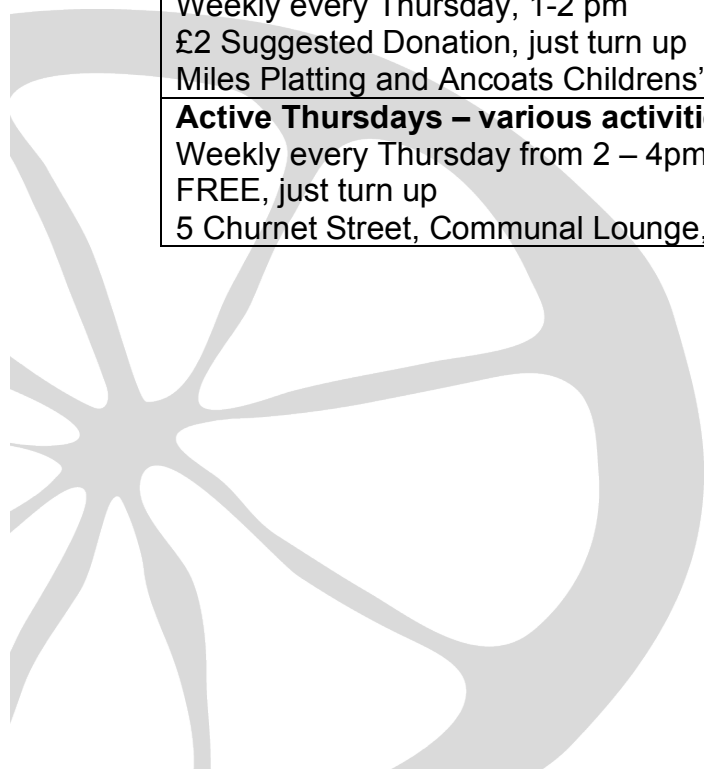 Weekly every Thursday, 1-2 pm
£2 Suggested Donation, just turn up
Miles Platting and Ancoats Childrens’
Active Thursdays – various
Weekly every Thursday from 2 – 4pm
FREE, just turn up
5 Churnet Street, Communal Lounge,